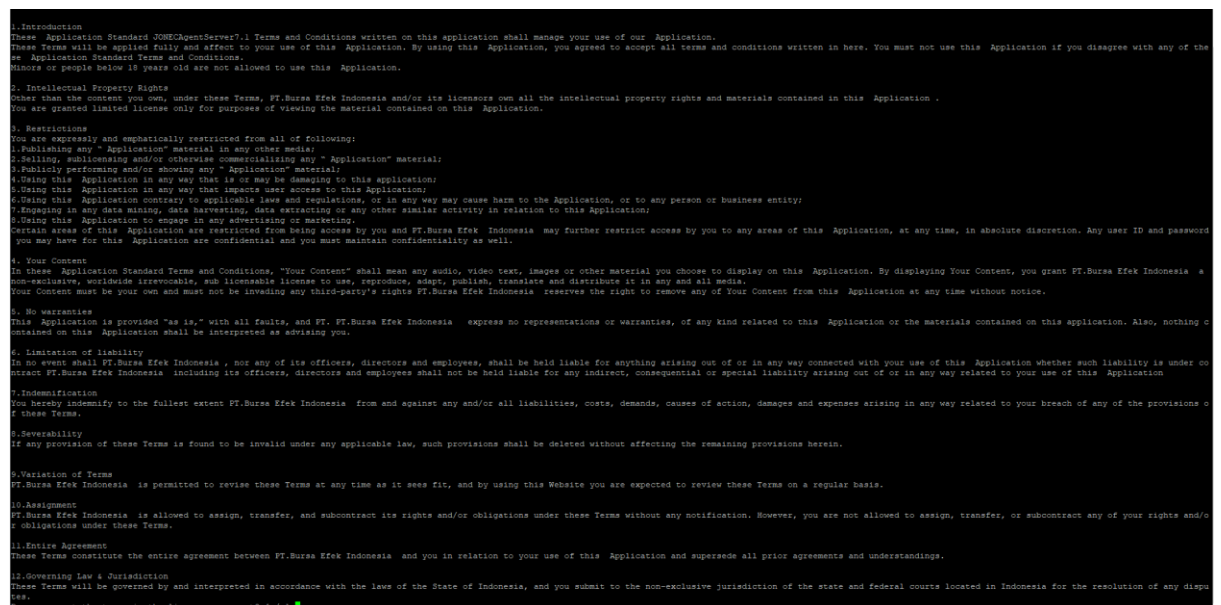 1.Introduction
These  Application Standard JONECAgentServer7.1 Terms and Conditions written on this application shall manage your use of our  Application.
These Terms will be applied fully and affect to your use of this  Application. By using this  Application, you agreed to accept all terms and conditions written in here. You must not use this  Application if you disagree with any of the
se  Application Standard Terms and Conditions.
Minors or people below 18 years old are not allowed to use this  Application.
2. Intellectual Property Rights
Other than the content you own, under these Terms, PT.Bursa Efek Indonesia and/or its licensors own all the intellectual property rights and materials contained in this  Application .
You are granted limited license only for purposes of viewing the material contained on this  Application.
3. Restrictions
You are expressly and emphatically restricted from all of following:
1.Publishing any “ Application” material in any other media;
2.Selling, sublicensing and/or otherwise commercializing any “ Application” material;
3.Publicly performing and/or showing any “ Application” material;
4.Using this  Application in any way that is or may be damaging to this application;
5.Using this  Application in any way that impacts user access to this Application;
6.Using this  Application contrary to applicable laws and regulations, or in any way may cause harm to the Application, or to any person or business entity;
7.Engaging in any data mining, data harvesting, data extracting or any other similar activity in relation to this Application;
8.Using this  Application to engage in any advertising or marketing.
Certain areas of this  Application are restricted from being access by you and PT.Bursa Efek  Indonesia  may further restrict access by you to any areas of this  Application, at any time, in absolute discretion. Any user ID and password
you may have for this  Application are confidential and you must maintain confidentiality as well.
4. Your Content
In these  Application Standard Terms and Conditions, “Your Content” shall mean any audio, video text, images or other material you choose to display on this  Application. By displaying Your Content, you grant PT.Bursa Efek Indonesia  a
non-exclusive, worldwide irrevocable, sub licensable license to use, reproduce, adapt, publish, translate and distribute it in any and all media.
Your Content must be your own and must not be invading any third-party's rights PT.Bursa Efek Indonesia  reserves the right to remove any of Your Content from this  Application at any time without notice.
5. No warranties
This  Application is provided “as is,” with all faults, and PT. PT.Bursa Efek Indonesia   express no representations or warranties, of any kind related to this  Application or the materials contained on this application. Also, nothing c
ontained on this  Application shall be interpreted as advising you.
6. Limitation of liability
In no event shall PT.Bursa Efek Indonesia , nor any of its officers, directors and employees, shall be held liable for anything arising out of or in any way connected with your use of this  Application whether such liability is under co
ntract PT.Bursa Efek Indonesia  including its officers, directors and employees shall not be held liable for any indirect, consequential or special liability arising out of or in any way related to your use of this  Application
7.Indemnification
You hereby indemnify to the fullest extent PT.Bursa Efek Indonesia  from and against any and/or all liabilities, costs, demands, causes of action, damages and expenses arising in any way related to your breach of any of the provisions o
f these Terms.
8.Severability
If any provision of these Terms is found to be invalid under any applicable law, such provisions shall be deleted without affecting the remaining provisions herein.
9.Variation of Terms
PT.Bursa Efek Indonesia  is permitted to revise these Terms at any time as it sees fit, and by using this Website you are expected to review these Terms on a regular basis.
10.Assignment
PT.Bursa Efek Indonesia  is allowed to assign, transfer, and subcontract its rights and/or obligations under these Terms without any notification. However, you are not allowed to assign, transfer, or subcontract any of your rights and/o
r obligations under these Terms.
11.Entire Agreement
These Terms constitute the entire agreement between PT.Bursa Efek Indonesia  and you in relation to your use of this  Application and supersede all prior agreements and understandings.
12.Governing Law & Jurisdiction
These Terms will be governed by and interpreted in accordance with the laws of the State of Indonesia, and you submit to the non-exclusive jurisdiction of the state and federal courts located in Indonesia for the resolution of any dispu
tes.